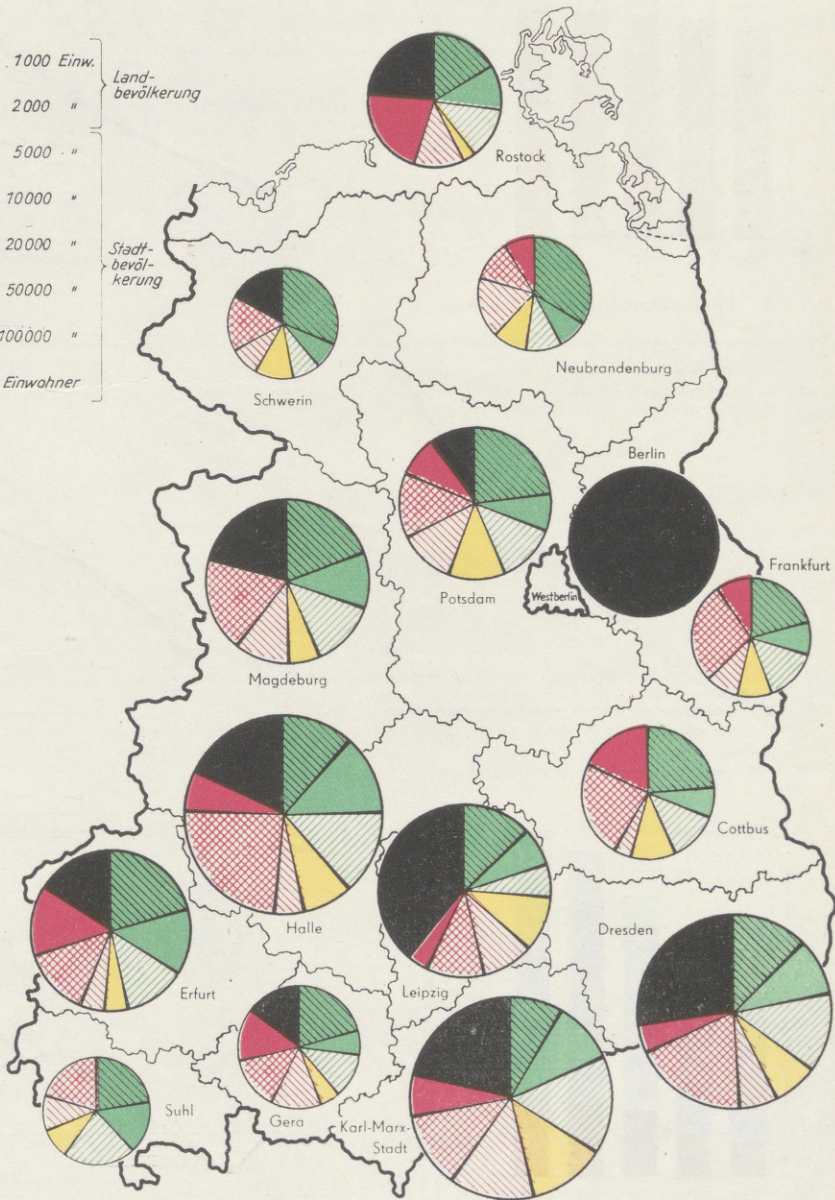 1000 Einw.
2000 "
Land-
bevölkerung
5000 "
10000 "
20000 "
50000 "
100000 "
Einwohner
Stadt-
bevöl-
kerung
Rostock
Neubrandenburg
Schwerin
Berlin
Frankfurt
Potsdam
Westberlin
Magdeburg
Cottbus
Halle
Dresden
Leipzig
Erfurt
Suhl
Gera
Karl-Marx-
Stadt